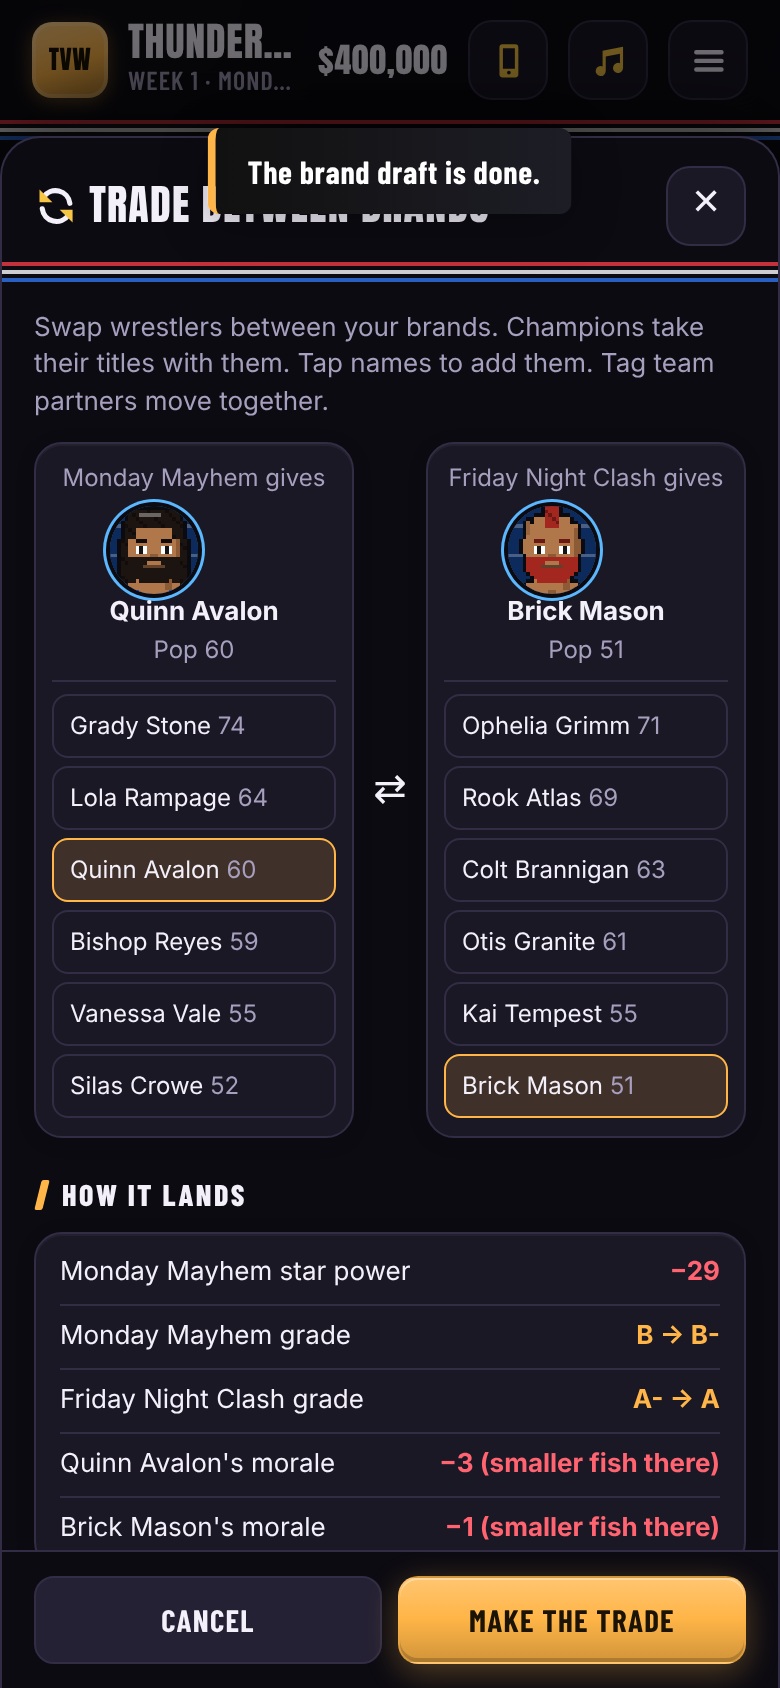 TVW
THUNDER...
WEEK 1 · MOND...
$400,000
The brand draft is done.
TRADE BETWEEN BRANDS
Swap wrestlers between your brands. Champions take
their titles with them. Tap names to add them. Tag team
partners move together.
Monday Mayhem gives
Quinn Avalon
Pop 60
Grady Stone 74
Lola Rampage 64
Quinn Avalon 60
Bishop Reyes 59
Vanessa Vale 55
Silas Crowe 52
Friday Night Clash gives
Brick Mason
Pop 51
Ophelia Grimm 71
Rook Atlas 69
Colt Brannigan 63
Otis Granite 61
Kai Tempest 55
Brick Mason 51
HOW IT LANDS
Monday Mayhem star power −29
Monday Mayhem grade B → B-
Friday Night Clash grade A- → A
Quinn Avalon's morale −3 (smaller fish there)
Brick Mason's morale −1 (smaller fish there)
CANCEL
MAKE THE TRADE